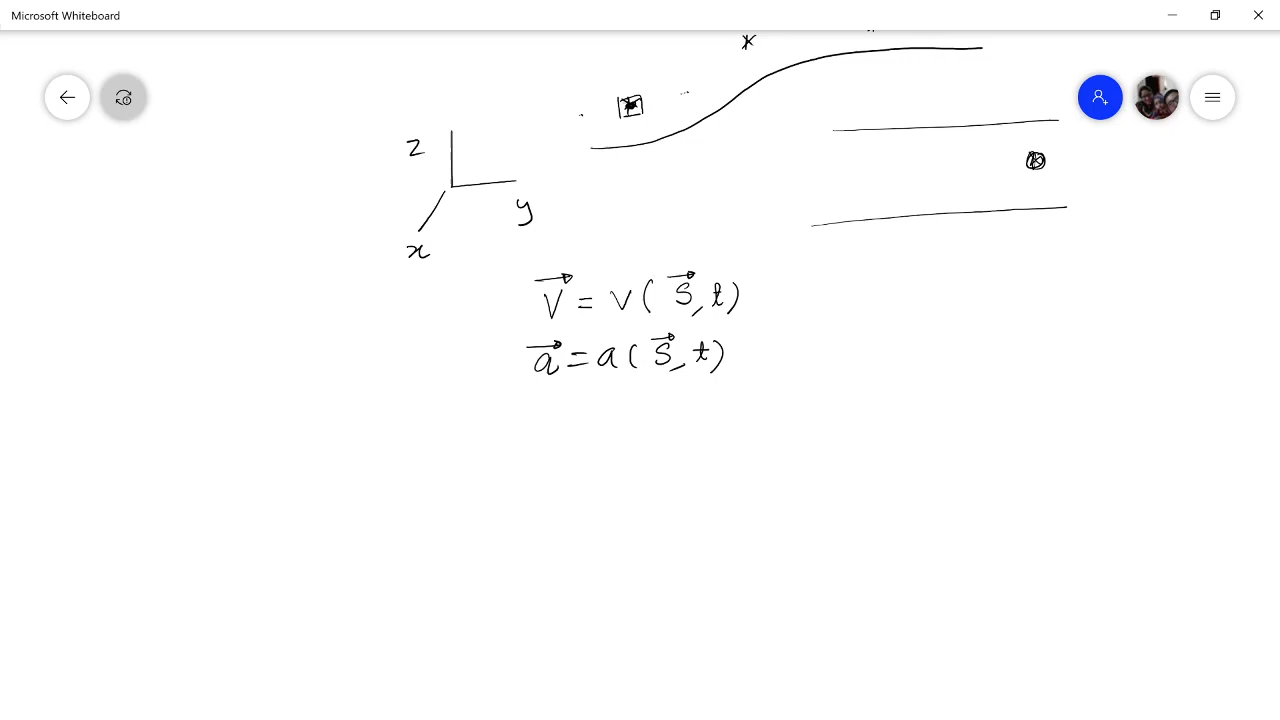 Microsoft Whiteboard
z
y
x
V⃗ = V( S⃗, t)
a⃗ = a( S⃗, t)